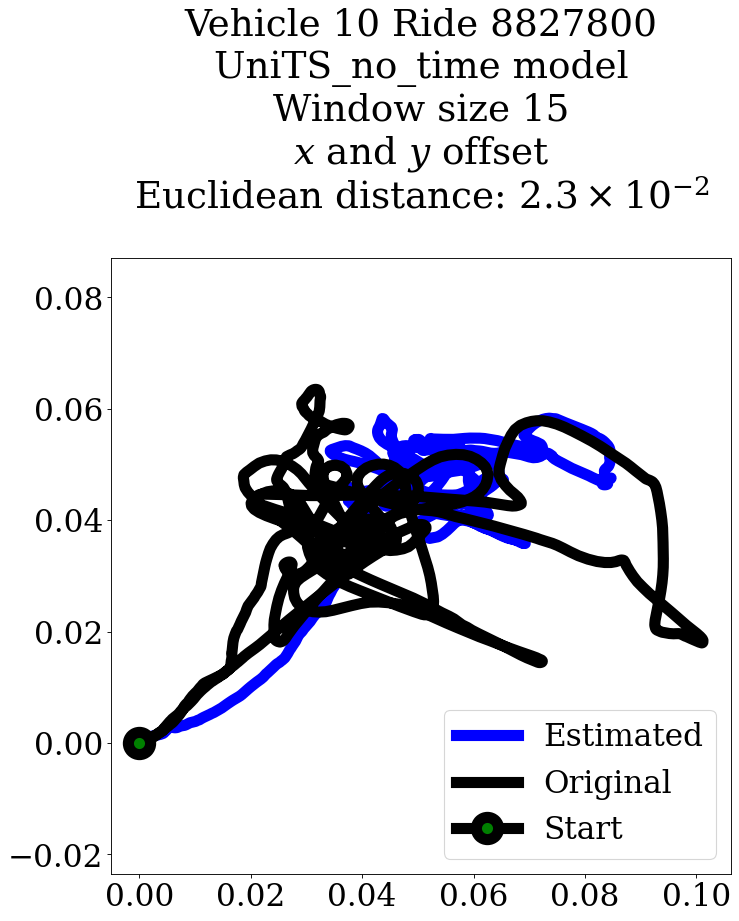 Vehicle 10 Ride 8827800
UniTS_no_time model
Window size 15
x and y offset
Euclidean distance: 2.3 × 10⁻²
0.08
0.06
0.04
0.02
0.00
−0.02
0.00 0.02 0.04 0.06 0.08 0.10
Estimated
Original
Start